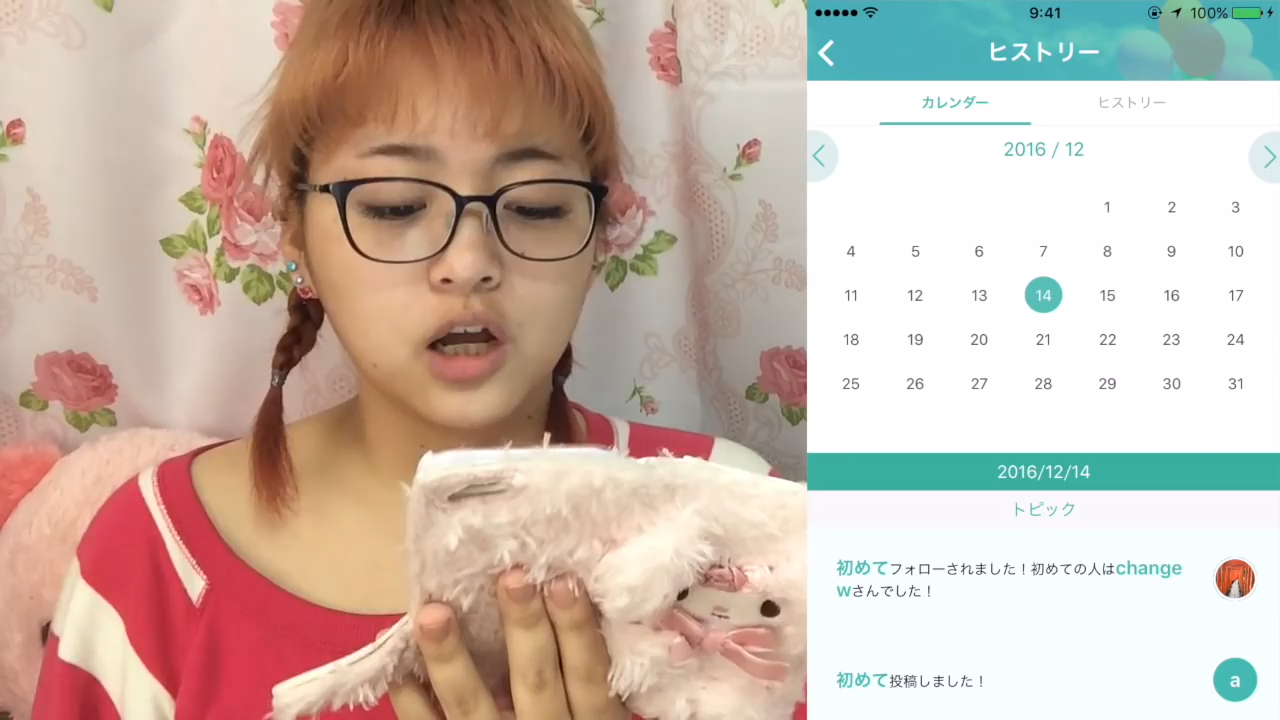 9:41
100%
ヒストリー
カレンダー ヒストリー
2016 / 12
1 2 3
4 5 6 7 8 9 10
11 12 13 14 15 16 17
18 19 20 21 22 23 24
25 26 27 28 29 30 31
2016/12/14
トピック
初めてフォローされました！初めての人はchange
wさんでした！
初めて投稿しました！
a